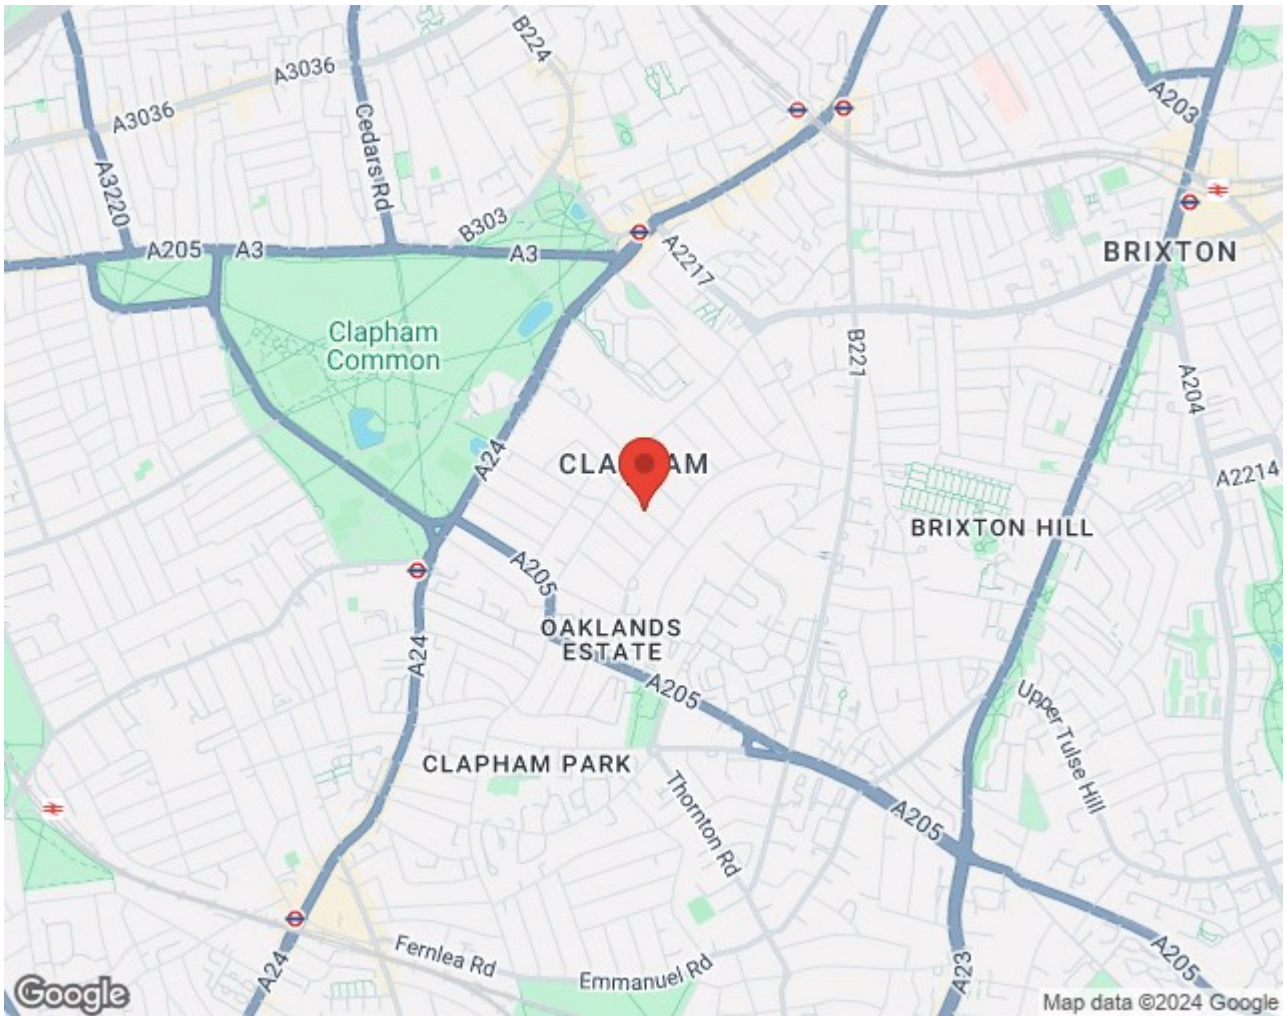 B224
A3036
A3036
Cedars Rd
A203
A3220
B303
A205
A3
A3
A2217
BRIXTON
Clapham
Common
B221
A204
A24
CLA AM
A2214
BRIXTON HILL
A205
OAKLANDS
ESTATE
A24
A205
Upper Tulse Hill
CLAPHAM PARK
Thornton Rd
A205
Fernlea Rd
Emmanuel Rd
A24
A23
A205
Google
Map data ©2024 Google